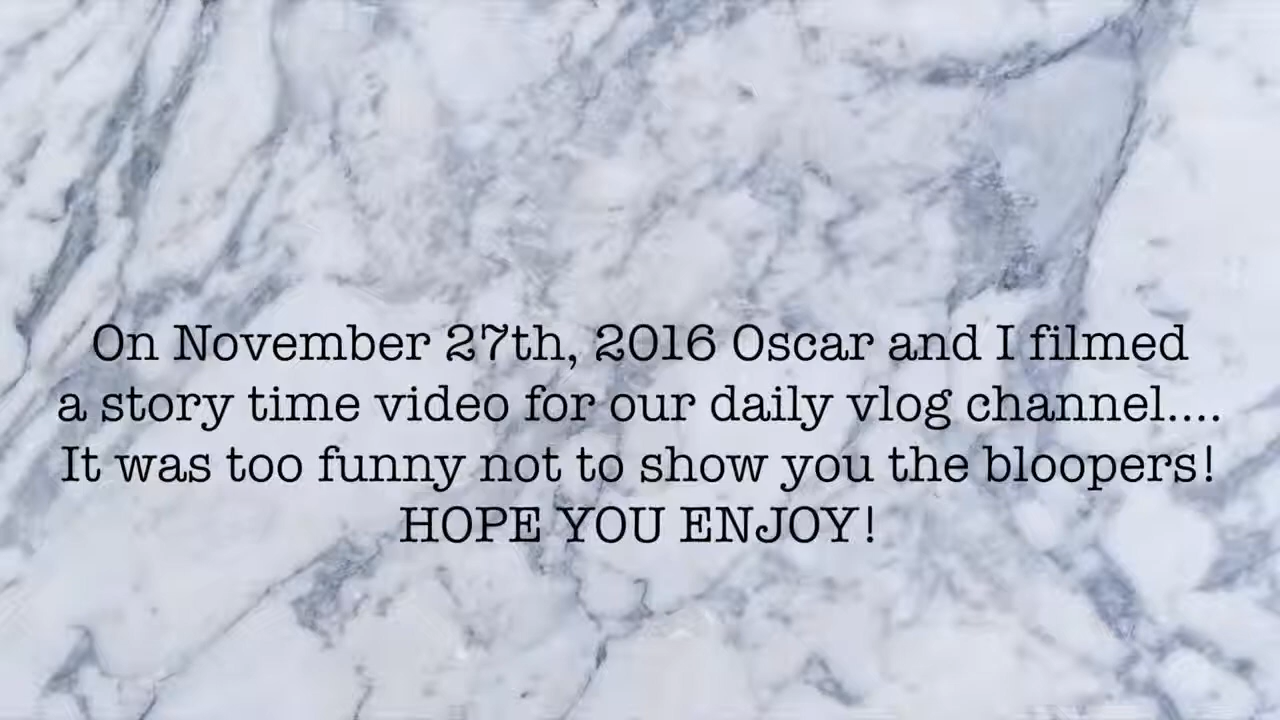 On November 27th, 2016 Oscar and I filmed
a story time video for our daily vlog channel....
It was too funny not to show you the bloopers!
HOPE YOU ENJOY!